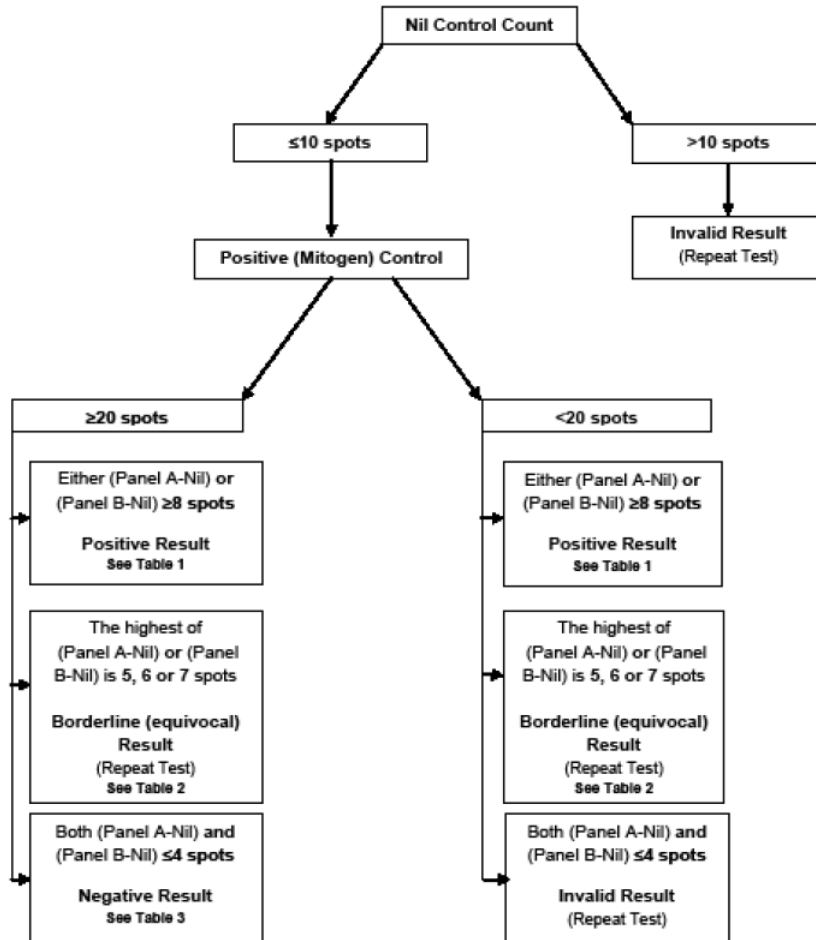 Nil Control Count
≤10 spots
>10 spots
Invalid Result
(Repeat Test)
Positive (Mitogen) Control
≥20 spots
<20 spots
Either (Panel A-Nil) or
(Panel B-Nil) ≥8 spots
Positive Result
See Table 1
The highest of
(Panel A-Nil) or (Panel
B-Nil) is 5, 6 or 7 spots
Borderline (equivocal)
Result
(Repeat Test)
See Table 2
Both (Panel A-Nil) and
(Panel B-Nil) ≤4 spots
Negative Result
See Table 3
Either (Panel A-Nil) or
(Panel B-Nil) ≥8 spots
Positive Result
See Table 1
The highest of
(Panel A-Nil) or (Panel
B-Nil) is 5, 6 or 7 spots
Borderline (equivocal)
Result
(Repeat Test)
See Table 2
Both (Panel A-Nil) and
(Panel B-Nil) ≤4 spots
Invalid Result
(Repeat Test)